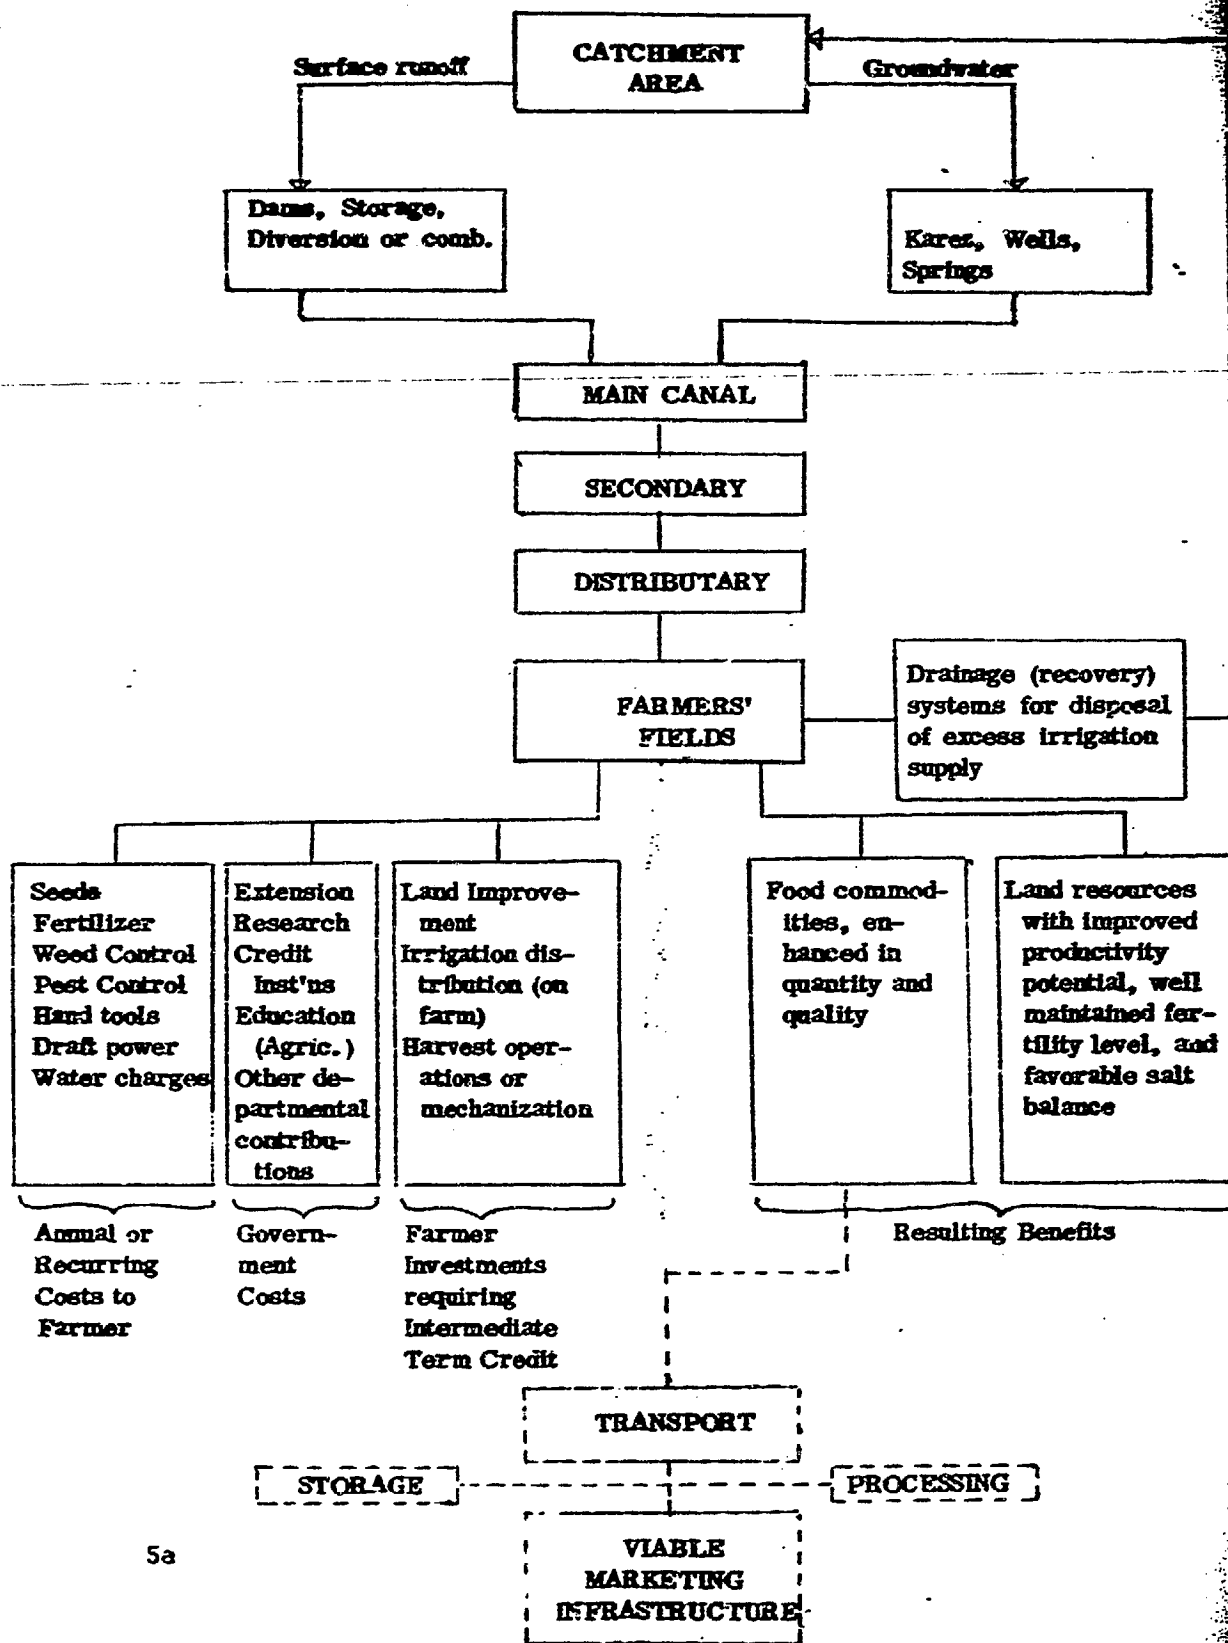 CATCHMENT
AREA
Surface runoff
Groundwater
Dams, Storage,
Diversion or comb.
Karez, Wells,
Springs
MAIN CANAL
SECONDARY
DISTRIBUTARY
FARMERS'
FIELDS
Drainage (recovery)
systems for disposal
of excess irrigation
supply
Seeds
Fertilizer
Weed Control
Pest Control
Hand tools
Draft power
Water charges
Extension
Research
Credit
Inst'ns
Education
(Agric.)
Other de-
partmental
contribu-
tions
Land Improve-
ment
Irrigation dis-
tribution (on
farm)
Harvest oper-
ations or
mechanization
Food commod-
ities, en-
hanced in
quantity and
quality
Land resources
with improved
productivity
potential, well
maintained fer-
tility level, and
favorable salt
balance
Annual or
Recurring
Costs to
Farmer
Govern-
ment
Costs
Farmer
Investments
requiring
Intermediate
Term Credit
Resulting Benefits
TRANSPORT
STORAGE
PROCESSING
VIABLE
MARKETING
INFRASTRUCTURE
5a